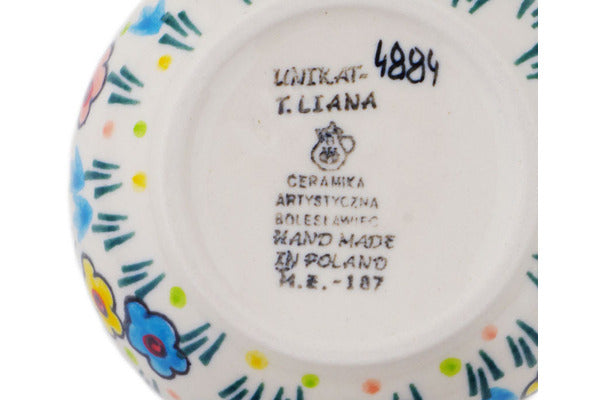 UNIKAT- 4884
T. LIANA
CERAMIKA
ARTYSTYCZNA
BOLESŁAWIEC
HAND MADE
IN POLAND
M.Z.-187